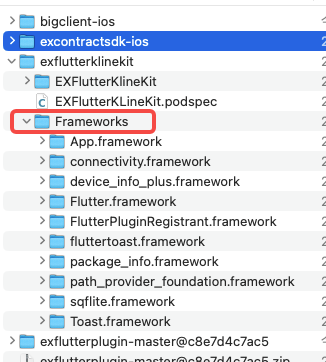 bigclient-ios
excontractsdk-ios
exflutterklinekit
EXFlutterKlineKit
EXFlutterKLineKit.podspec
Frameworks
App.framework
connectivity.framework
device_info_plus.framework
Flutter.framework
FlutterPluginRegistrant.framework
fluttertoast.framework
package_info.framework
path_provider_foundation.framework
sqflite.framework
Toast.framework
exflutterplugin-master@c8e7d4c7ac5
exflutterplugin-master@c8e7d4c7ac5.zip